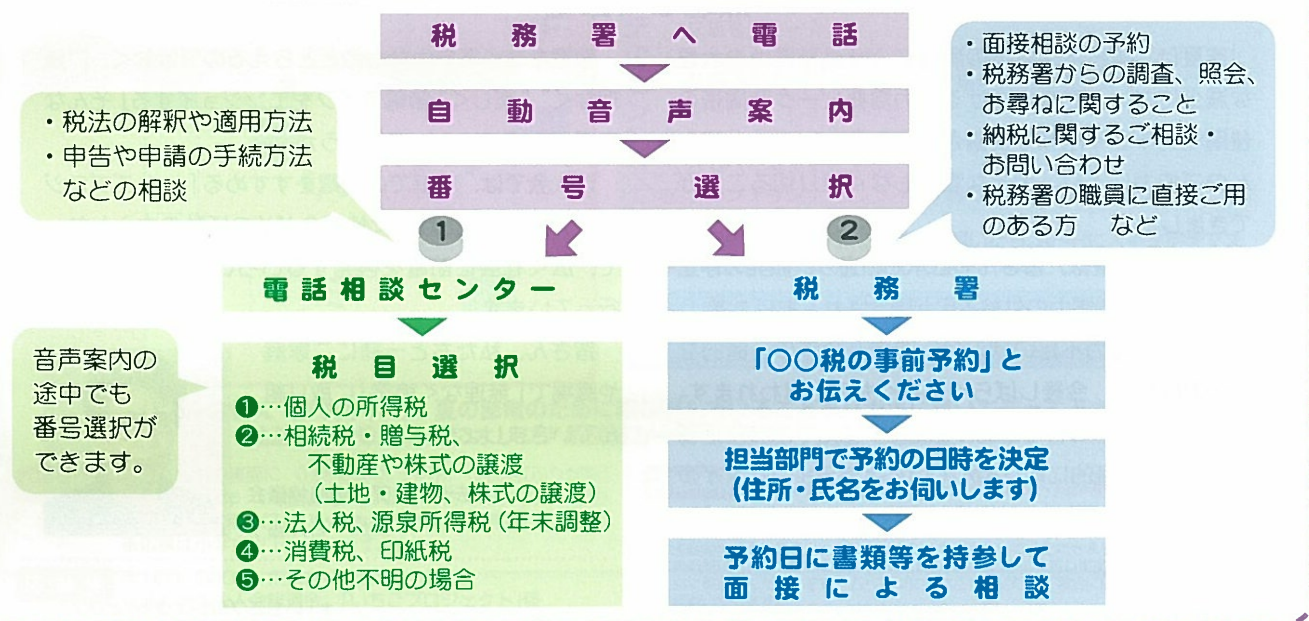 税務署へ電話
自動音声案内
番号選択
・税法の解釈や適用方法
・申告や申請の手続方法
などの相談
・面接相談の予約
・税務署からの調査、照会、
お尋ねに関すること
・納税に関するご相談・
お問い合わせ
・税務署の職員に直接ご用
のある方 など
1
2
電話相談センター
税目選択
❶…個人の所得税
❷…相続税・贈与税、
不動産や株式の譲渡
(土地・建物、株式の譲渡)
❸…法人税、源泉所得税(年末調整)
❹…消費税、印紙税
❺…その他不明の場合
音声案内の
途中でも
番号選択が
できます。
税務署
「〇〇税の事前予約」と
お伝えください
担当部門で予約の日時を決定
(住所・氏名をお伺いします)
予約日に書類等を持参して
面接による相談